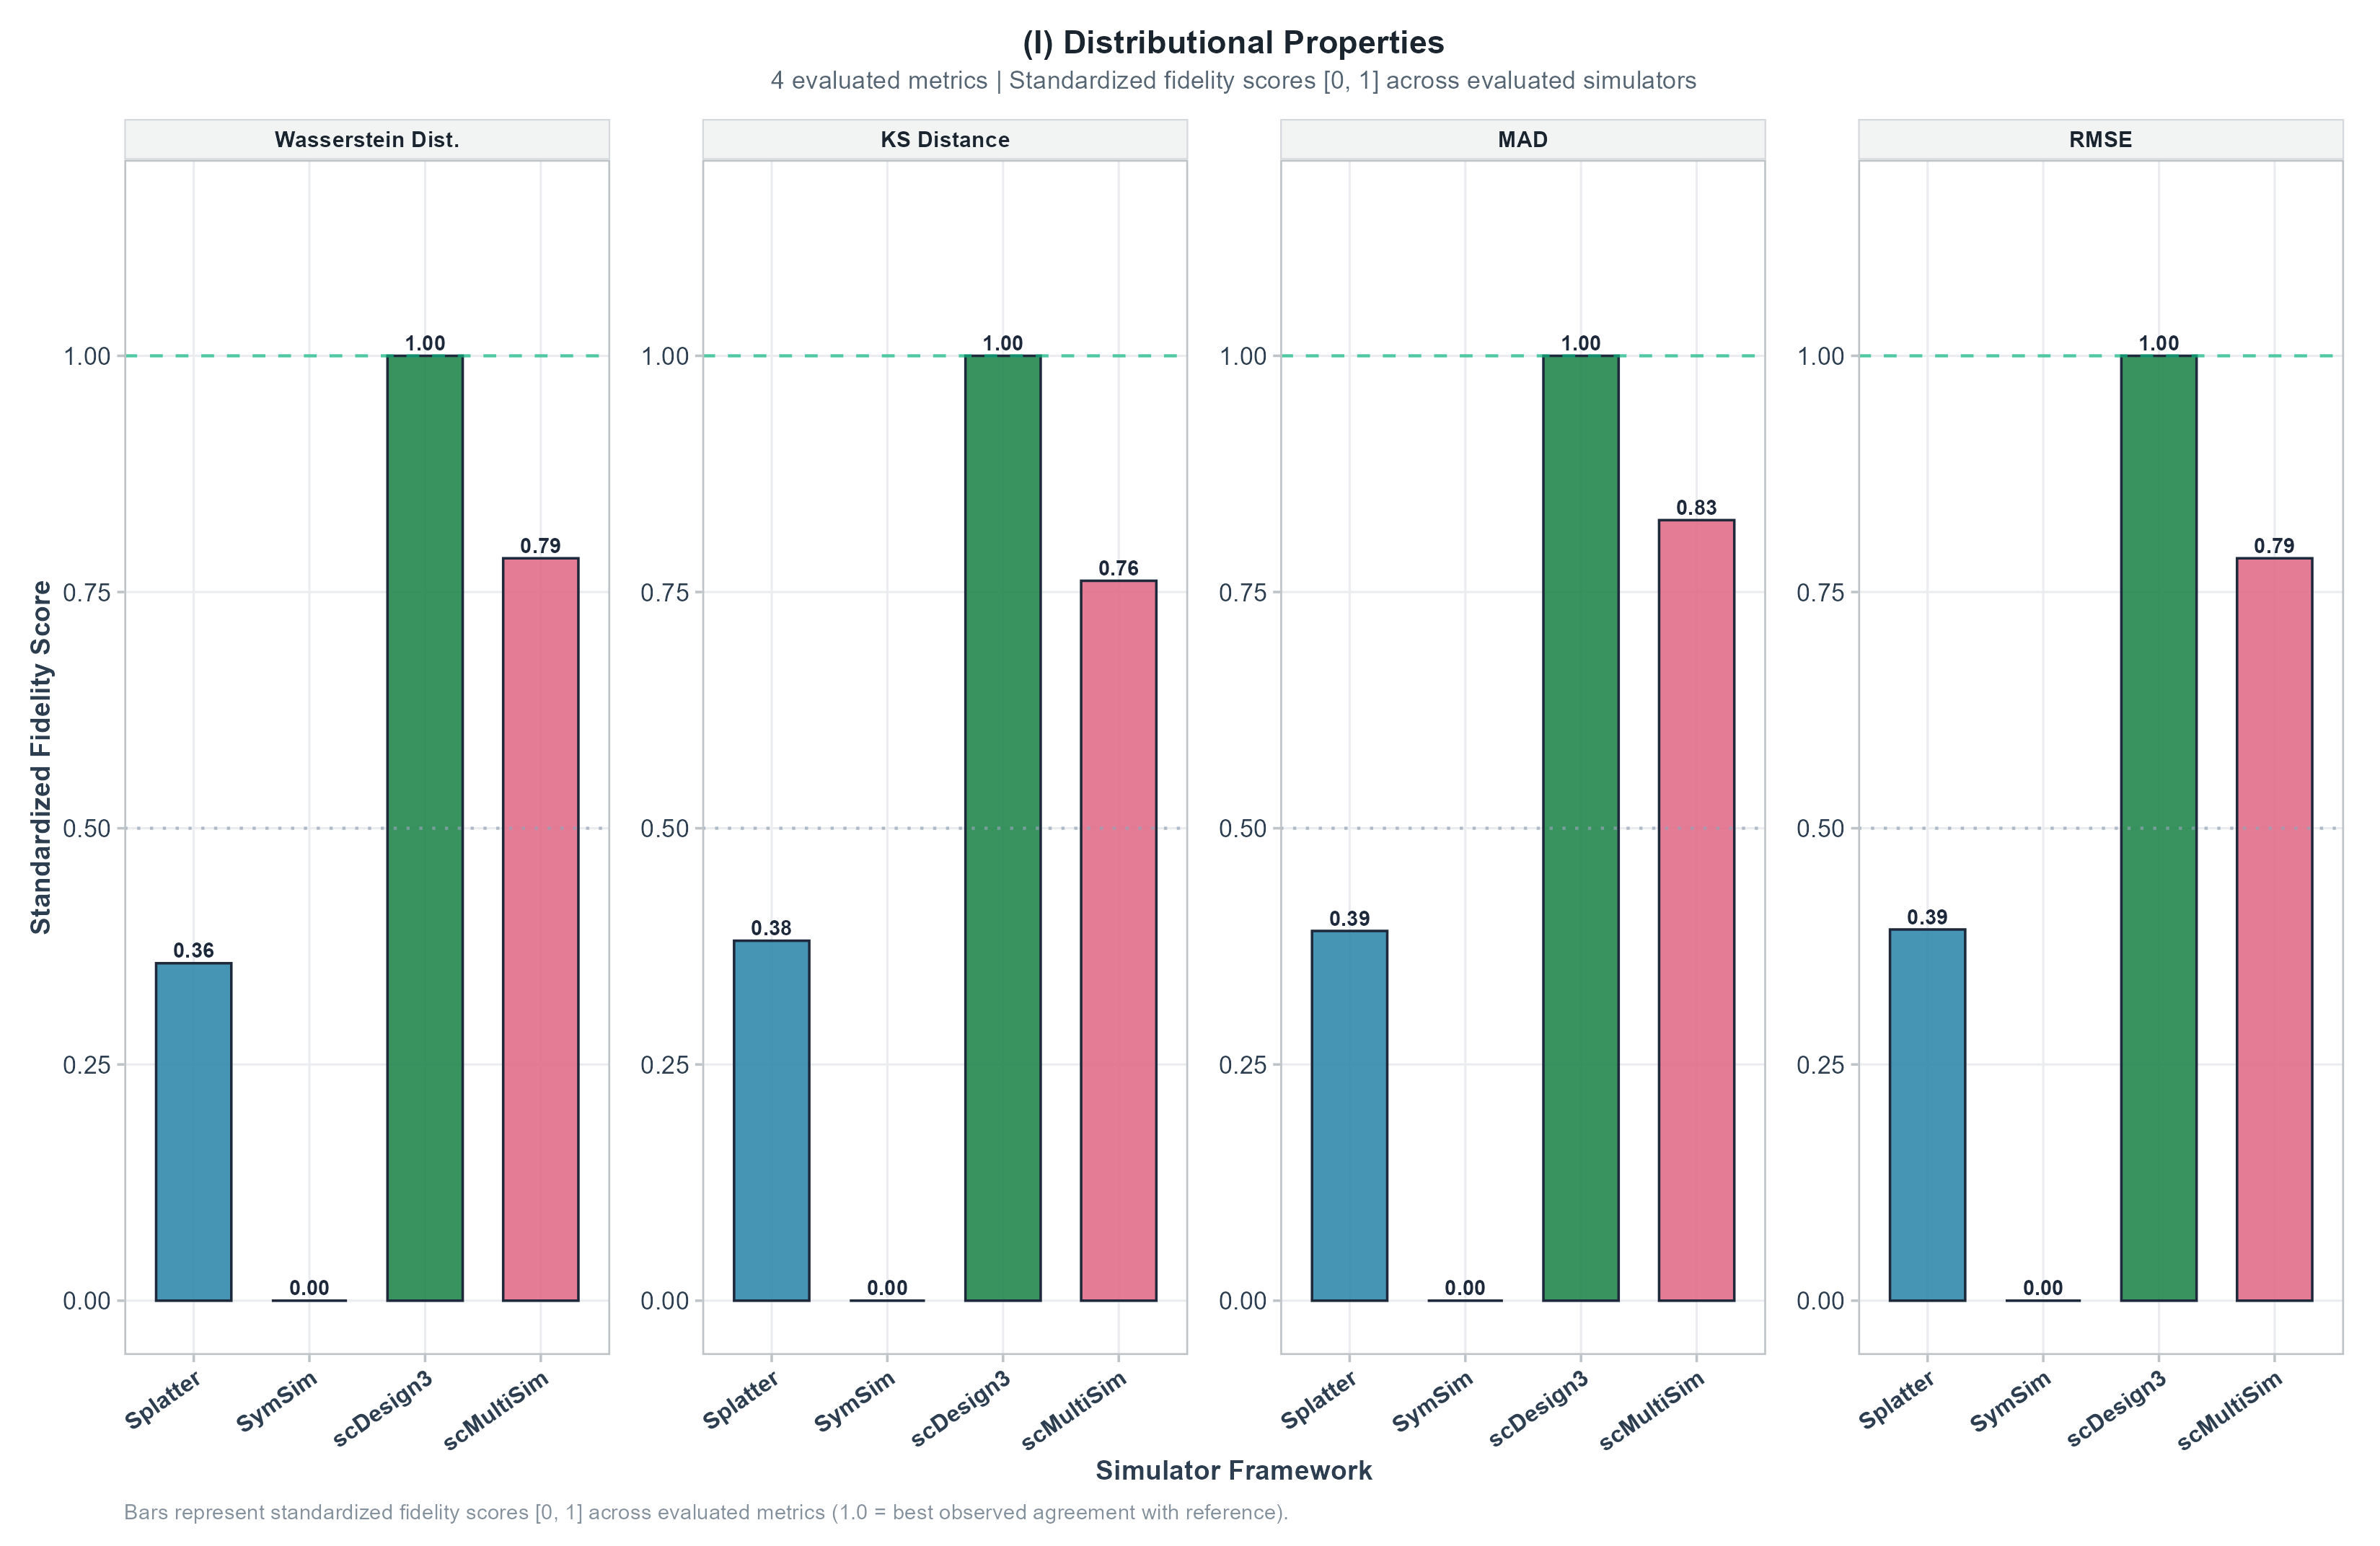 (I) Distributional Properties
4 evaluated metrics | Standardized fidelity scores [0, 1] across evaluated simulators
Standardized Fidelity Score
Wasserstein Dist.
1.00
0.75
0.50
0.25
0.00
0.36
0.00
1.00
0.79
Splatter
SymSim
scDesign3
scMultiSim
KS Distance
1.00
0.75
0.50
0.25
0.00
0.38
0.00
1.00
0.76
Splatter
SymSim
scDesign3
scMultiSim
MAD
1.00
0.75
0.50
0.25
0.00
0.39
0.00
1.00
0.83
Splatter
SymSim
scDesign3
scMultiSim
RMSE
1.00
0.75
0.50
0.25
0.00
0.39
0.00
1.00
0.79
Splatter
SymSim
scDesign3
scMultiSim
Simulator Framework
Bars represent standardized fidelity scores [0, 1] across evaluated metrics (1.0 = best observed agreement with reference).